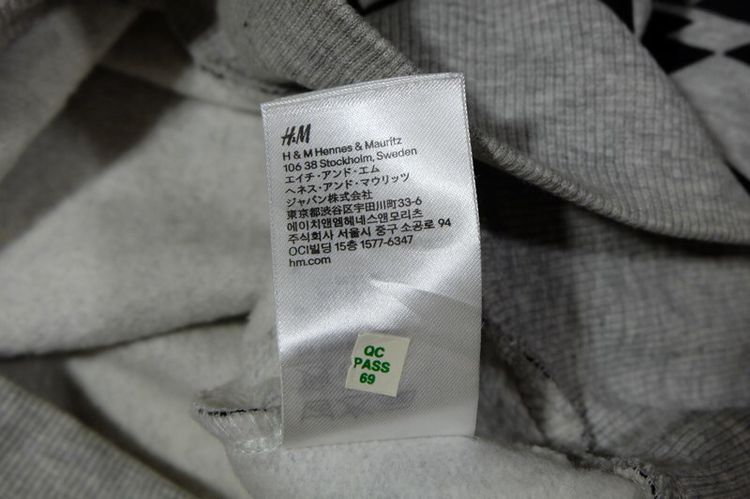 H&M
H & M Hennes & Mauritz
106 38 Stockholm, Sweden
エイチ・アンド・エム
ヘネス・アンド・マウリッツ
ジャパン株式会社
東京都渋谷区宇田川町33-6
에이치앤엠헤네스앤모리츠
주식회사 서울시 중구 소공로 94
OCI빌딩 15층 1577-6347
hm.com
QC
PASS
69